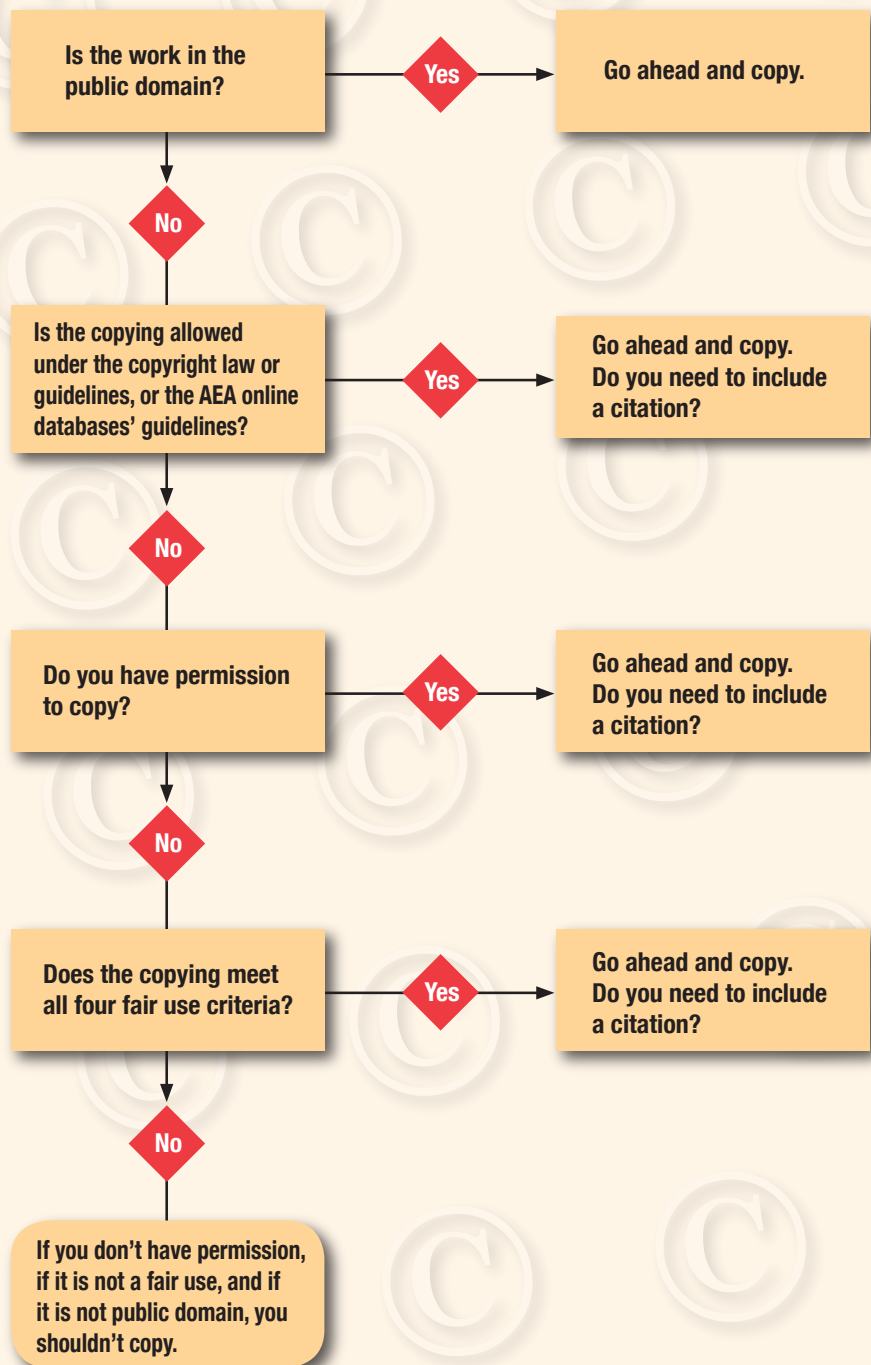 Is the work in the
public domain?
Yes
Go ahead and copy.
No
Is the copying allowed
under the copyright law or
guidelines, or the AEA online
databases’ guidelines?
Yes
Go ahead and copy.
Do you need to include
a citation?
No
Do you have permission
to copy?
Yes
Go ahead and copy.
Do you need to include
a citation?
No
Does the copying meet
all four fair use criteria?
Yes
Go ahead and copy.
Do you need to include
a citation?
No
If you don’t have permission,
if it is not a fair use, and if
it is not public domain, you
shouldn’t copy.